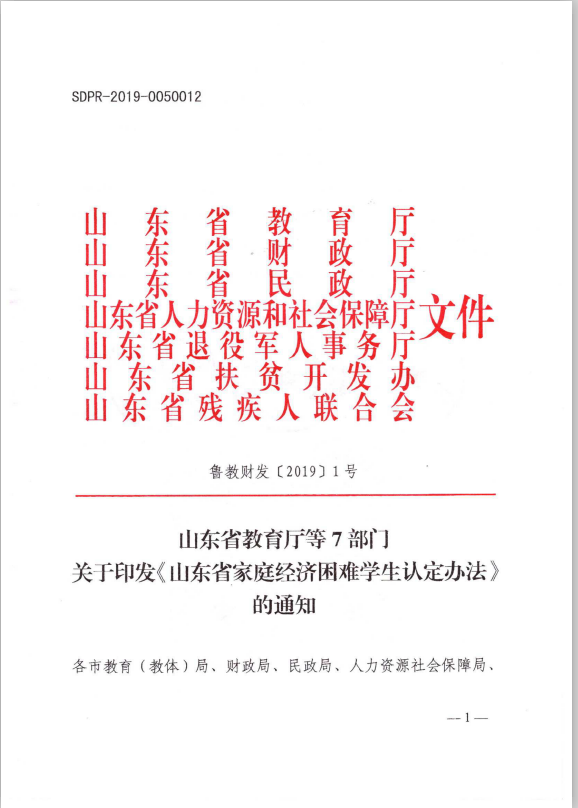 SDPR-2019-0050012
山东省教育厅
山东省财政厅
山东省民政厅
山东省人力资源和社会保障厅文件
山东省退役军人事务厅
山东省扶贫开发办
山东省残疾人联合会
鲁教财发〔2019〕1号
山东省教育厅等7部门
关于印发《山东省家庭经济困难学生认定办法》
的通知
各市教育（教体）局、财政局、民政局、人力资源社会保障局、
—1—